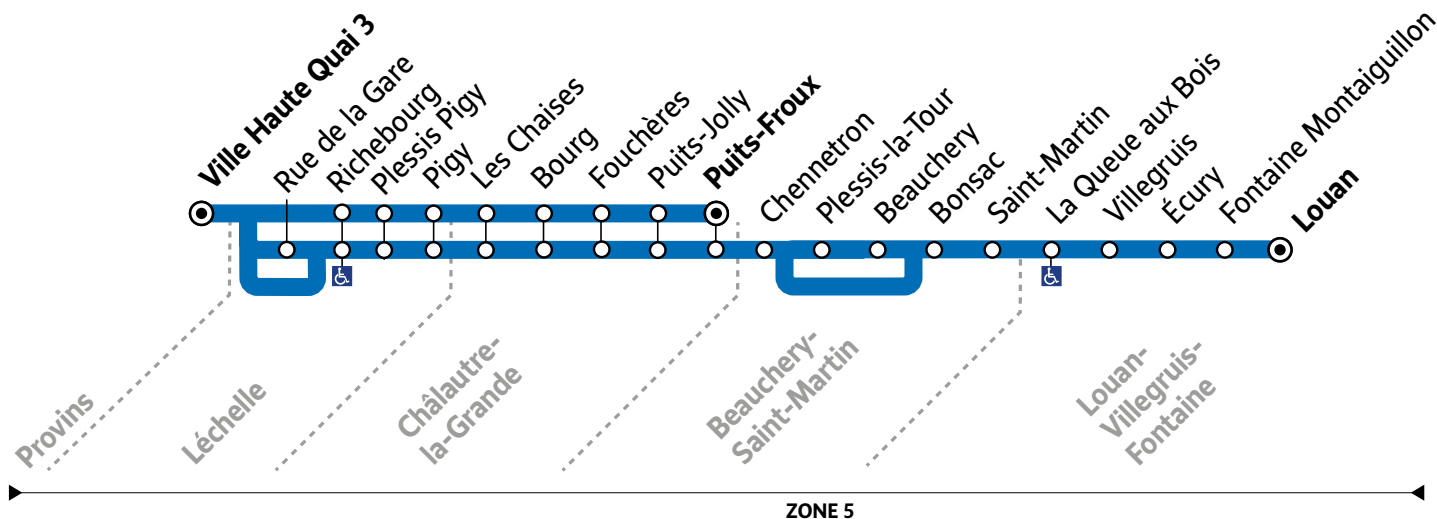 Ville Haute Quai 3
Rue de la Gare
Richebourg
Plessis Pigy
Pigy
Les Chaises
Bourg
Fouchères
Puits-Jolly
Puits-Froux
Chennetron
Plessis-la-Tour
Beauchery
Bonsac
Saint-Martin
La Queue aux Bois
Villegruis
Écury
Fontaine Montaiguillon
Louan
Provins
Léchelle
Châlautre-
la-Grande
Beauchery-
Saint-Martin
Louan-
Villegruis-
Fontaine
ZONE 5